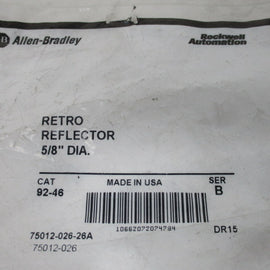 AB Allen-Bradley
Rockwell
Automation
RETRO
REFLECTOR
5/8" DIA.
CAT
92-46
MADE IN USA
SER
B
75012-026-26A
75012-026
DR15